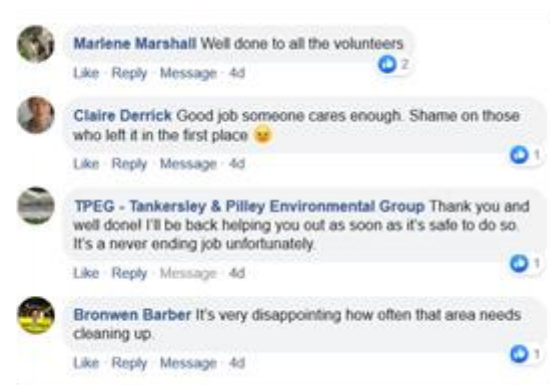 Marlene Marshall Well done to all the volunteers
2
Like · Reply · Message · 4d
Claire Derrick Good job someone cares enough. Shame on those
who left it in the first place
1
Like · Reply · Message · 4d
TPEG - Tankersley & Pilley Environmental Group Thank you and
well done! I'll be back helping you out as soon as it's safe to do so.
It's a never ending job unfortunately.
1
Like · Reply · Message · 4d
Bronwen Barber It's very disappointing how often that area needs
cleaning up.
1
Like · Reply · Message · 4d